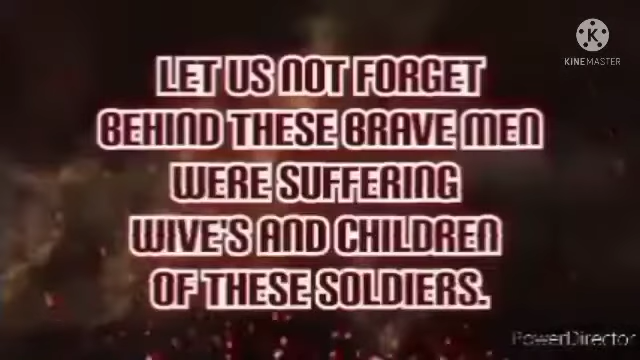 KINEMASTER
LET US NOT FORGET
BEHIND THESE BRAVE MEN
WERE SUFFERING
WIVE'S AND CHILDREN
OF THESE SOLDIERS.
PowerDirector